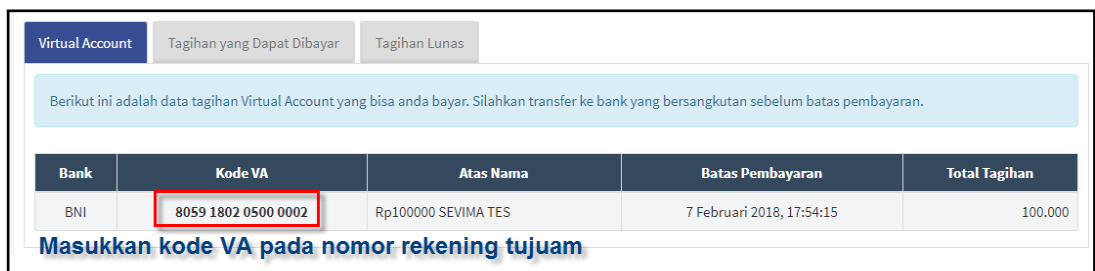 Virtual Account Tagihan yang Dapat Dibayar Tagihan Lunas
Berikut ini adalah data tagihan Virtual Account yang bisa anda bayar. Silahkan transfer ke bank yang bersangkutan sebelum batas pembayaran.
Bank Kode VA Atas Nama Batas Pembayaran Total Tagihan
BNI 8059 1802 0500 0002 Rp100000 SEVIMA TES 7 Februari 2018, 17:54:15 100.000
Masukkan kode VA pada nomor rekening tujuam